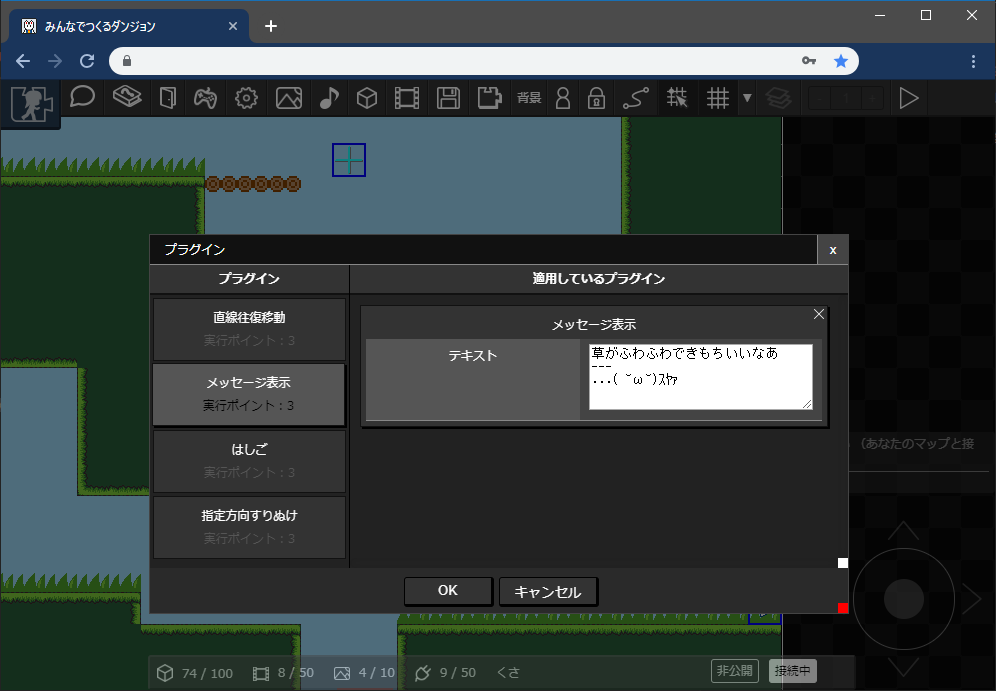 みんなでつくるダンジョン
背景
プラグイン
x
プラグイン
適用しているプラグイン
直線往復移動
実行ポイント：3
メッセージ表示
実行ポイント：3
はしご
実行ポイント：3
指定方向すりぬけ
実行ポイント：3
メッセージ表示
テキスト
草がふわふわできもちいいなあ
---
...( ˘ω˘)ｽﾔｧ
（あなたのマップと接
OK
キャンセル
74 / 100
8 / 50
4 / 10
9 / 50
くさ
非公開
接続中